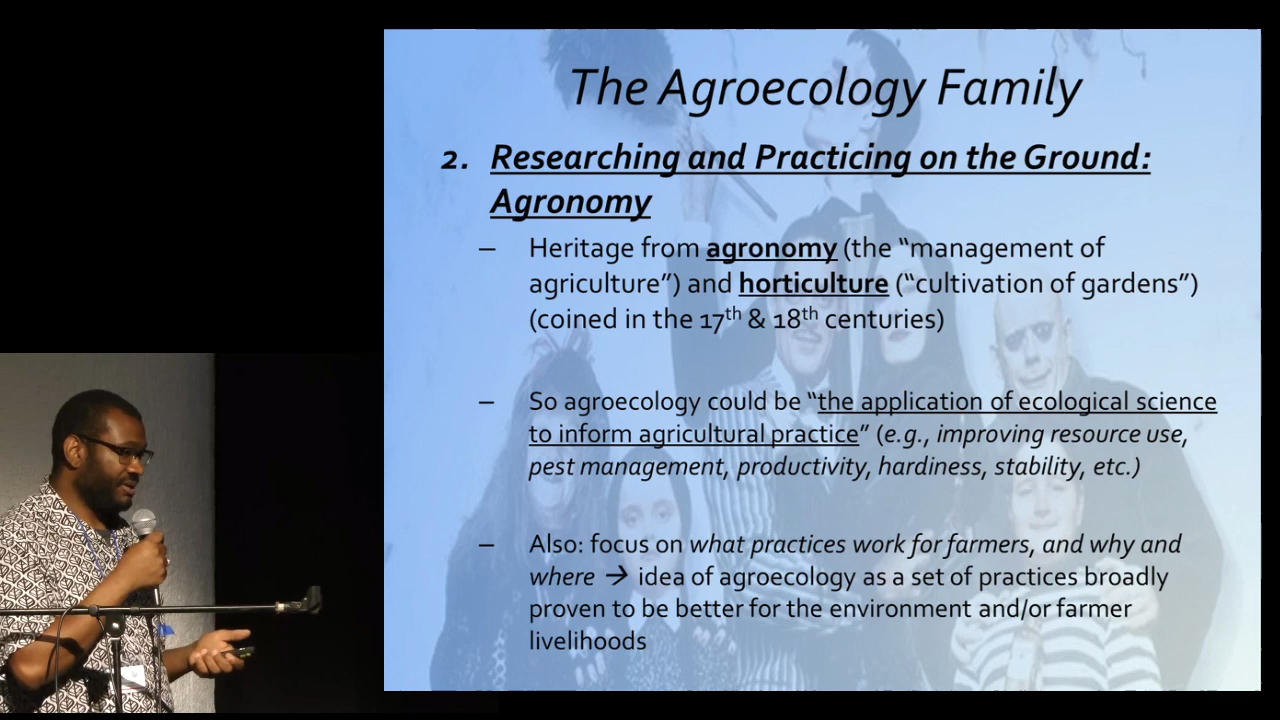 The Agroecology Family
2. Researching and Practicing on the Ground:
Agronomy
– Heritage from agronomy (the “management of
agriculture”) and horticulture (“cultivation of gardens”)
(coined in the 17th & 18th centuries)
– So agroecology could be “the application of ecological science
to inform agricultural practice” (e.g., improving resource use,
pest management, productivity, hardiness, stability, etc.)
– Also: focus on what practices work for farmers, and why and
where → idea of agroecology as a set of practices broadly
proven to be better for the environment and/or farmer
livelihoods